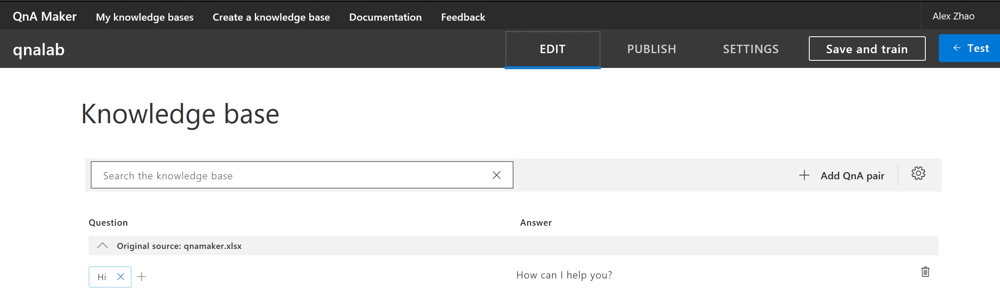 QnA Maker My knowledge bases Create a knowledge base Documentation Feedback Alex Zhao
qnalab EDIT PUBLISH SETTINGS Save and train ← Test
Knowledge base
Search the knowledge base
Add QnA pair
Question Answer
Original source: qnamaker.xlsx
Hi How can I help you?